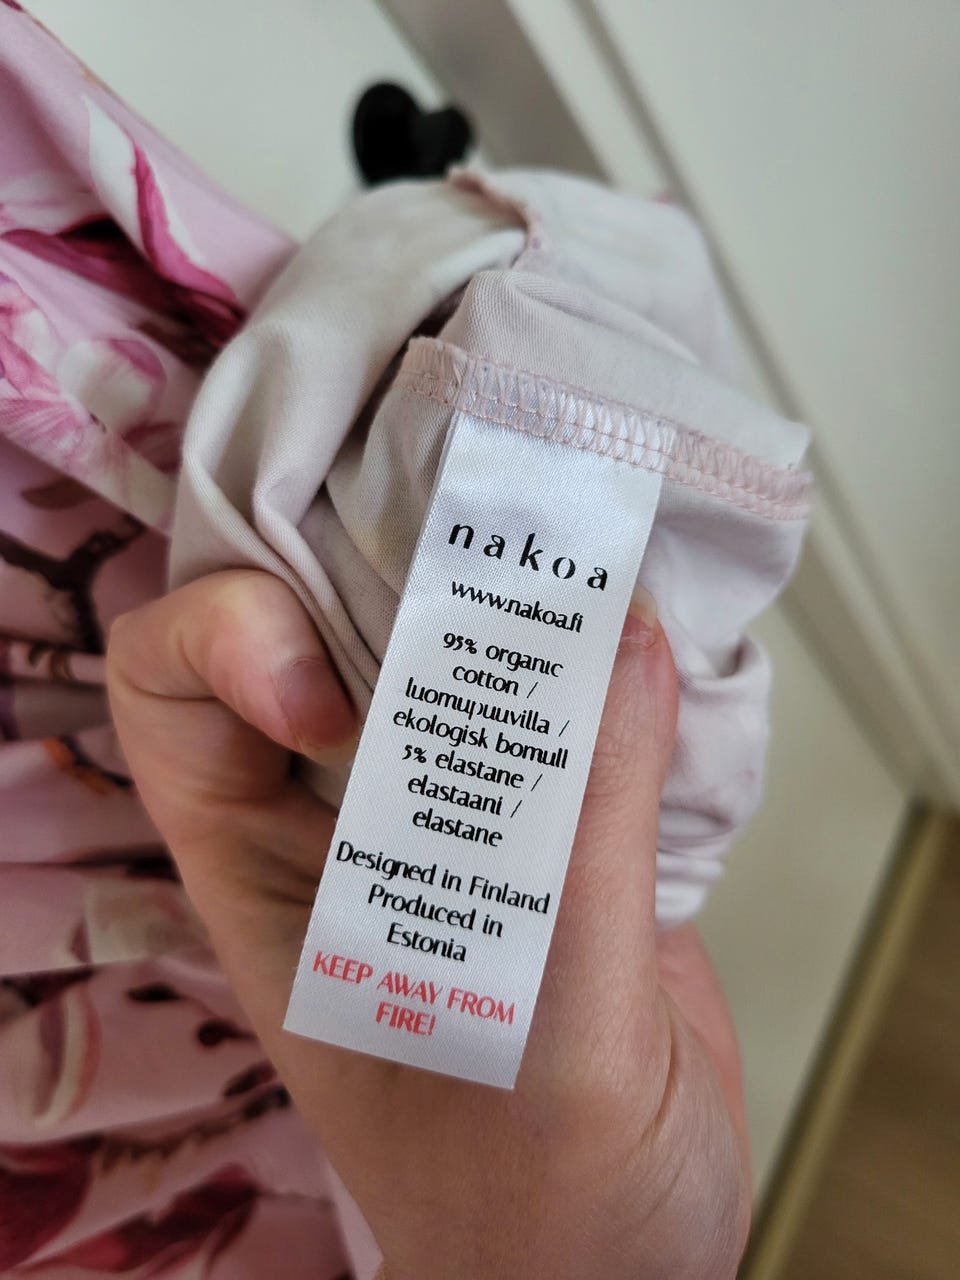 nakoa
www.nakoa.fi
95% organic
cotton /
luomupuuvilla /
ekologisk bomull
5% elastane /
elastaani /
elastane
Designed in Finland
Produced in
Estonia
KEEP AWAY FROM
FIRE!